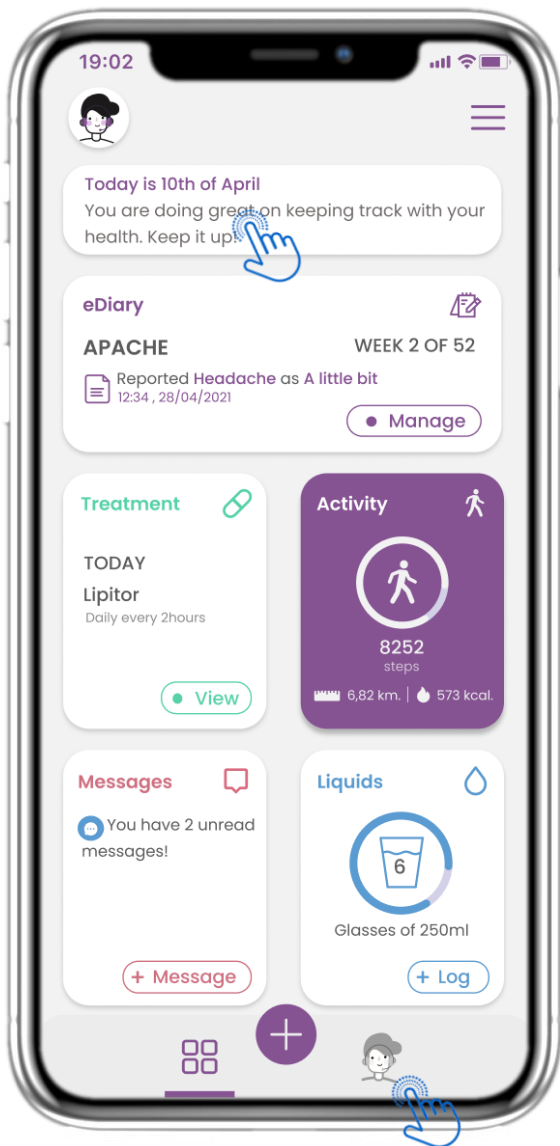 19:02
Today is 10th of April
You are doing great on keeping track with your
health. Keep it up!
eDiary
APACHE
WEEK 2 OF 52
Reported Headache as A little bit
12:34 , 28/04/2021
Manage
Treatment
TODAY
Lipitor
Daily every 2hours
View
Activity
8252
steps
6,82 km.
573 kcal.
Messages
You have 2 unread
messages!
+ Message
Liquids
6
Glasses of 250ml
+ Log